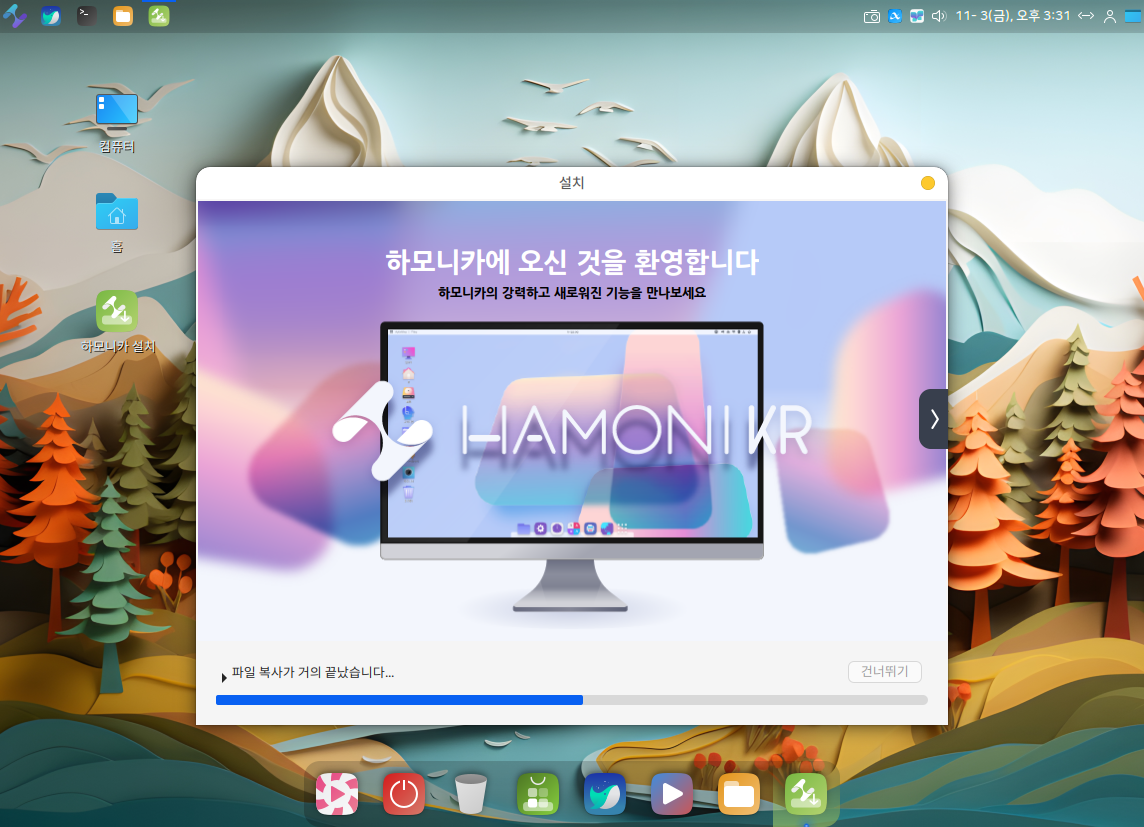 11- 3(금), 오후 3:31
컴퓨터
홈
하모니카 설치
설치
하모니카에 오신 것을 환영합니다
하모니카의 강력하고 새로워진 기능을 만나보세요
HAMONIKR
파일 복사가 거의 끝났습니다...
건너뛰기